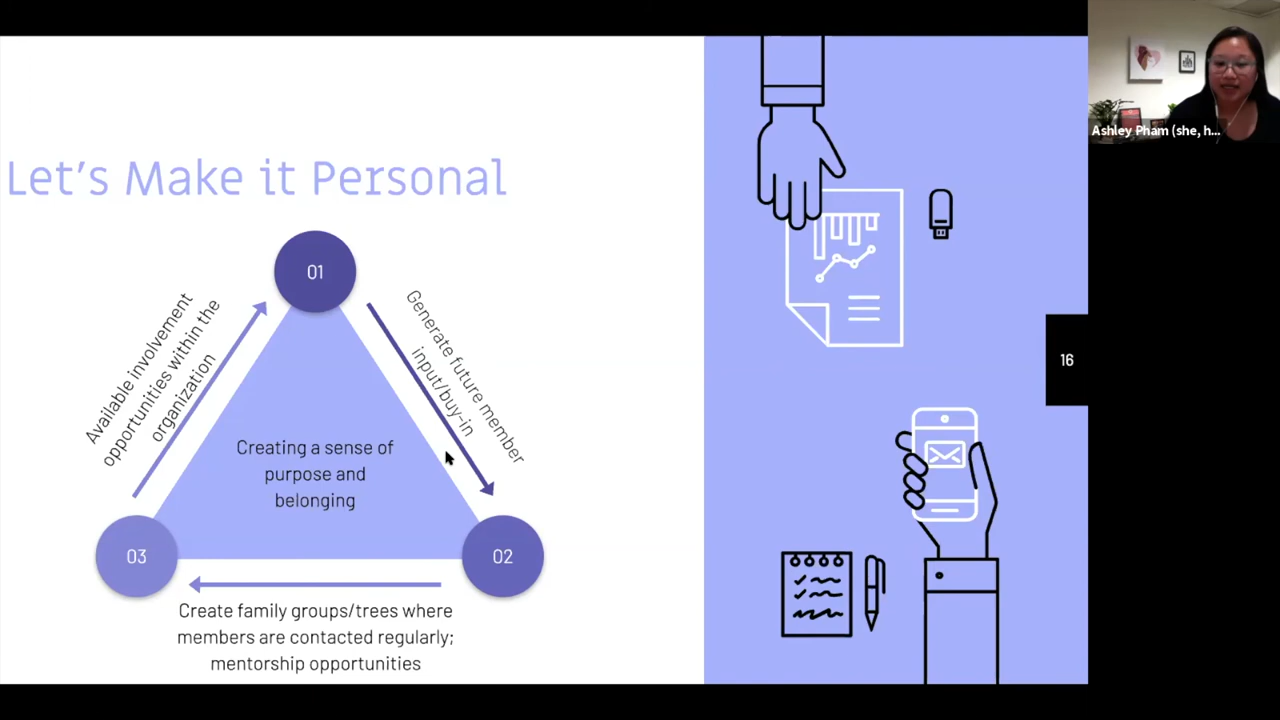 Let's Make it Personal
01
Available involvement
opportunities within the
organization
Generate future member
input/buy-in
Creating a sense of
purpose and
belonging
03
02
Create family groups/trees where
members are contacted regularly;
mentorship opportunities
16
Ashley Pham (she, h...